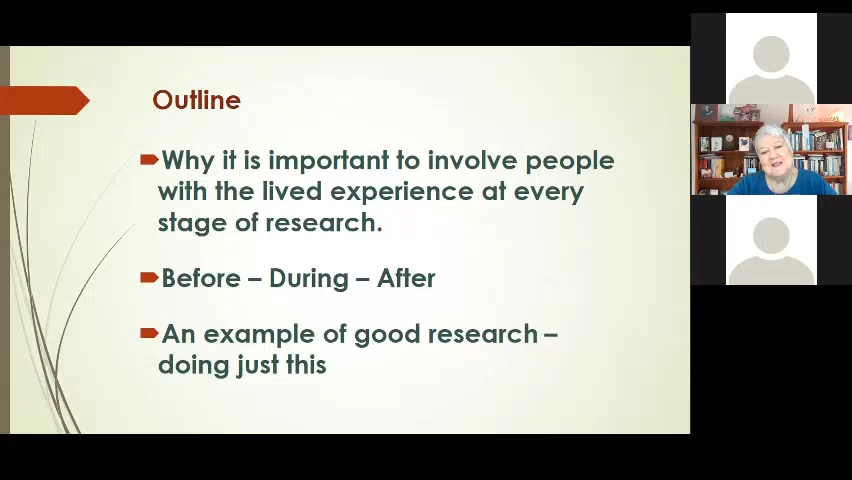 Outline
Why it is important to involve people
with the lived experience at every
stage of research.
Before – During – After
An example of good research –
doing just this